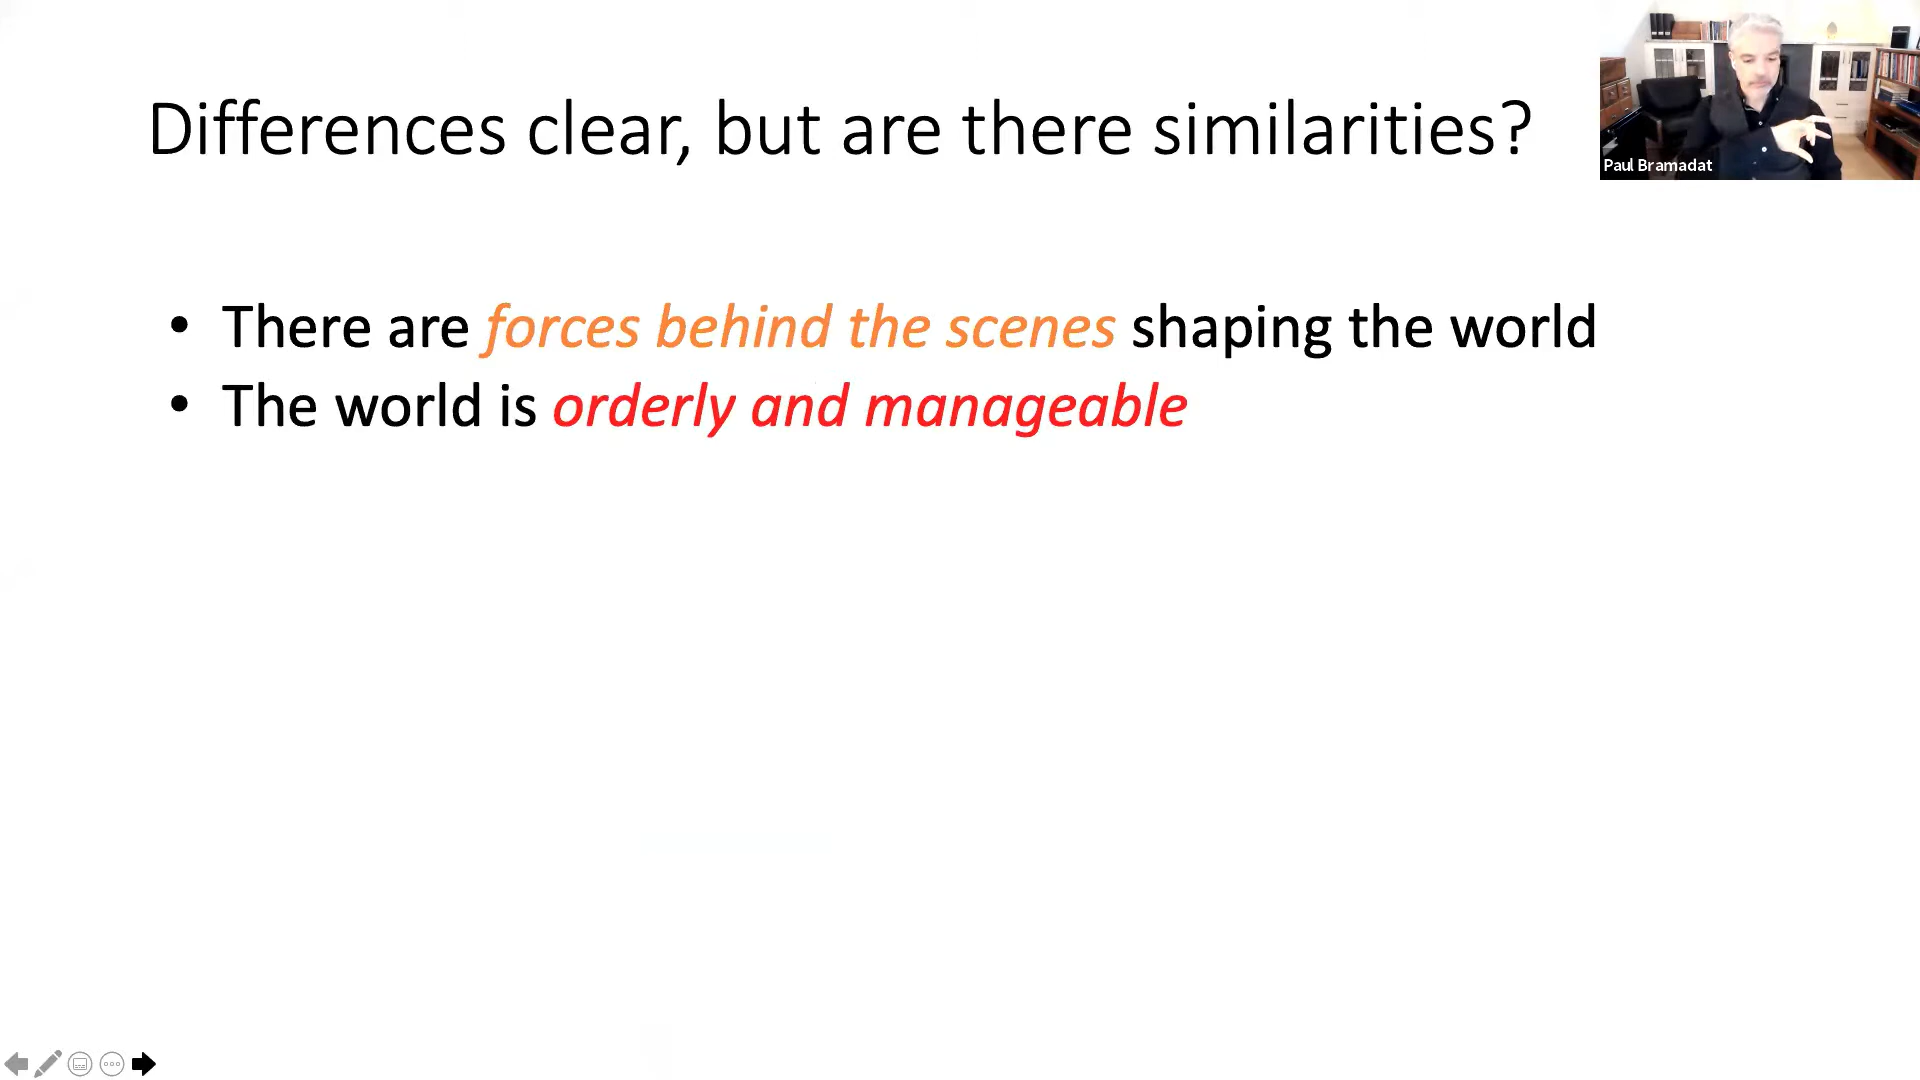 Differences clear, but are there similarities?
Paul Bramadat
• There are forces behind the scenes shaping the world
• The world is orderly and manageable